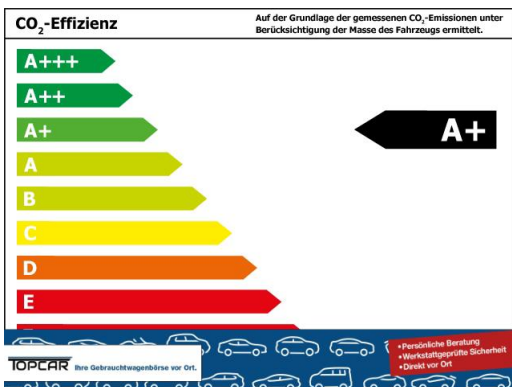 CO₂-Effizienz
Auf der Grundlage der gemessenen CO₂-Emissionen unter
Berücksichtigung der Masse des Fahrzeugs ermittelt.
A+++
A++
A+
A+
A
B
C
D
E
TOPCAR Ihre Gebrauchtwagenbörse vor Ort.
•Persönliche Beratung
•Werkstattgeprüfte Sicherheit
•Direkt vor Ort